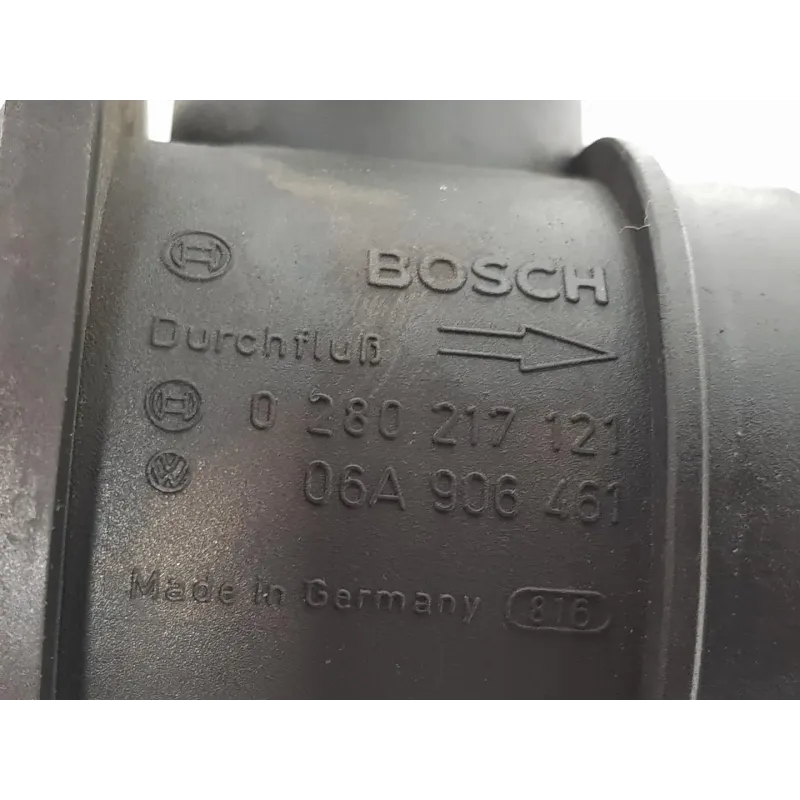 BOSCH
Durchfluß
0 280 217 121
06A 906 461
Made in Germany 816